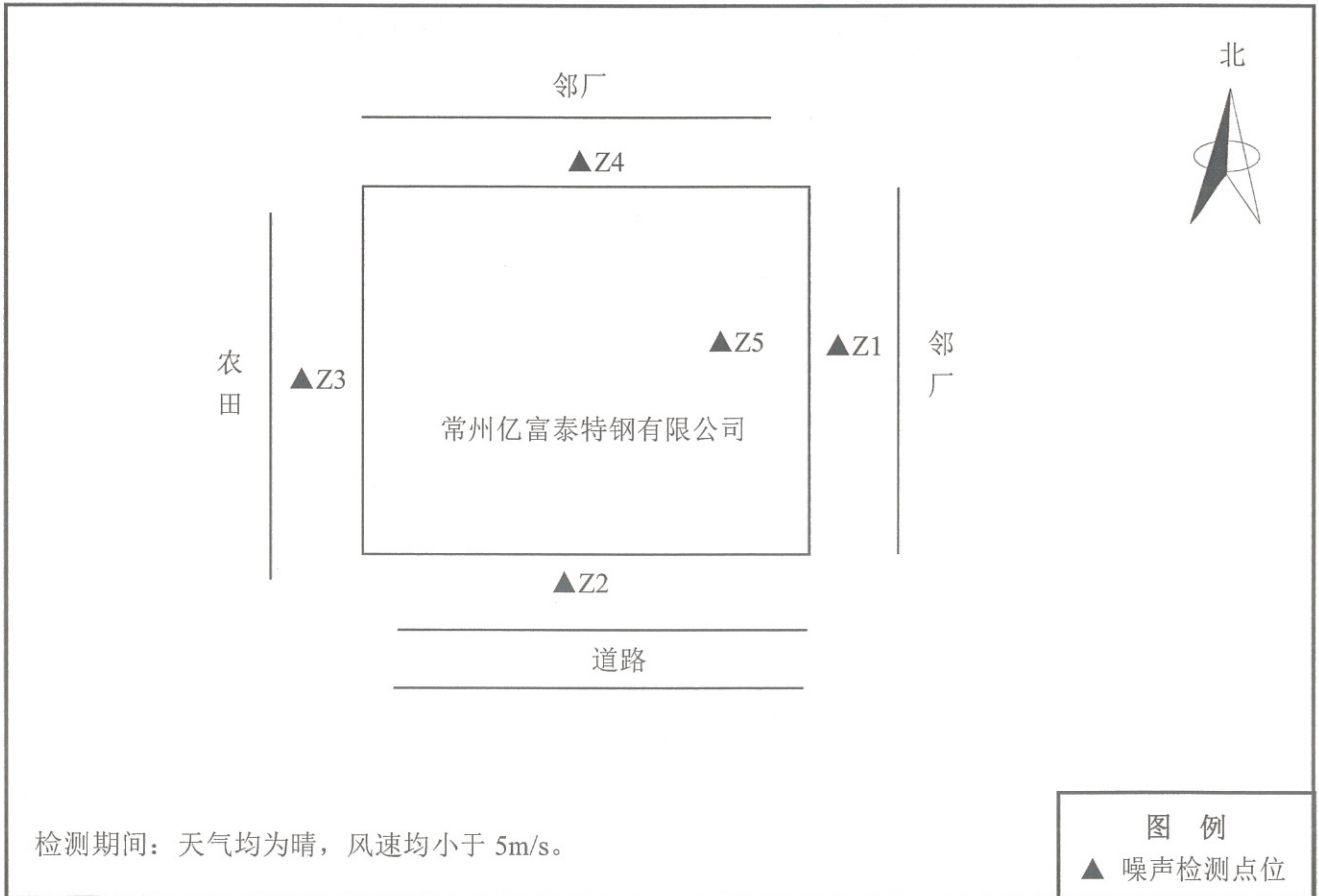 北
邻厂
▲Z4
▲Z5
▲Z1
邻厂
农田
▲Z3
常州亿富泰特钢有限公司
▲Z2
道路
检测期间：天气均为晴，风速均小于 5m/s。
图 例
▲ 噪声检测点位